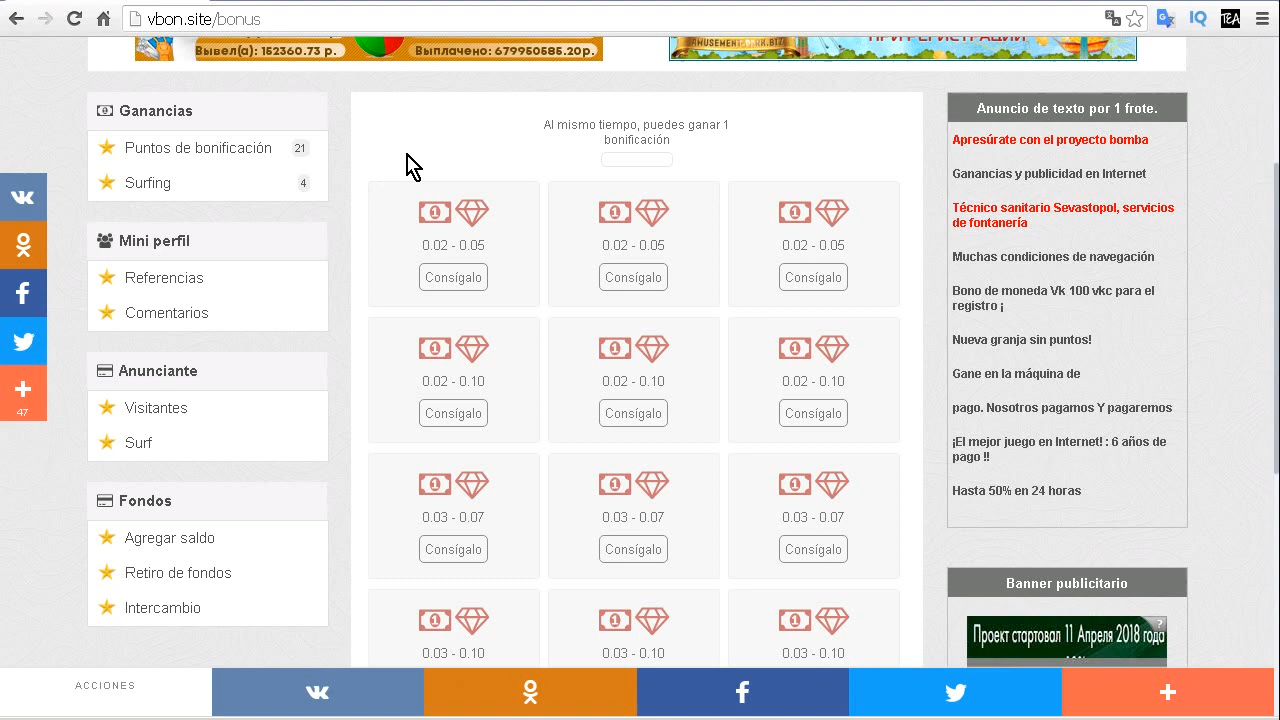 vbon.site/bonus
IQ
TEA
Вывел(а): 152360.73 р.
Выплачено: 679950585.20р.
AMUSEMENT-PARK.BIZ
ПРИ РЕГИСТРАЦИИ
Ganancias
Puntos de bonificación 21
Surfing 4
Mini perfil
Referencias
Comentarios
Anunciante
Visitantes
Surf
Fondos
Agregar saldo
Retiro de fondos
Intercambio
47
Al mismo tiempo, puedes ganar 1
bonificación
0.02 - 0.05 0.02 - 0.05 0.02 - 0.05
Consígalo Consígalo Consígalo
0.02 - 0.10 0.02 - 0.10 0.02 - 0.10
Consígalo Consígalo Consígalo
0.03 - 0.07 0.03 - 0.07 0.03 - 0.07
Consígalo Consígalo Consígalo
0.03 - 0.10 0.03 - 0.10 0.03 - 0.10
Anuncio de texto por 1 frote.
Apresúrate con el proyecto bomba
Ganancias y publicidad en Internet
Técnico sanitario Sevastopol, servicios
de fontanería
Muchas condiciones de navegación
Bono de moneda Vk 100 vkc para el
registro ¡
Nueva granja sin puntos!
Gane en la máquina de
pago. Nosotros pagamos Y pagaremos
¡El mejor juego en Internet! : 6 años de
pago !!
Hasta 50% en 24 horas
Banner publicitario
Проект стартовал 11 Апреля 2018 года
ACCIONES